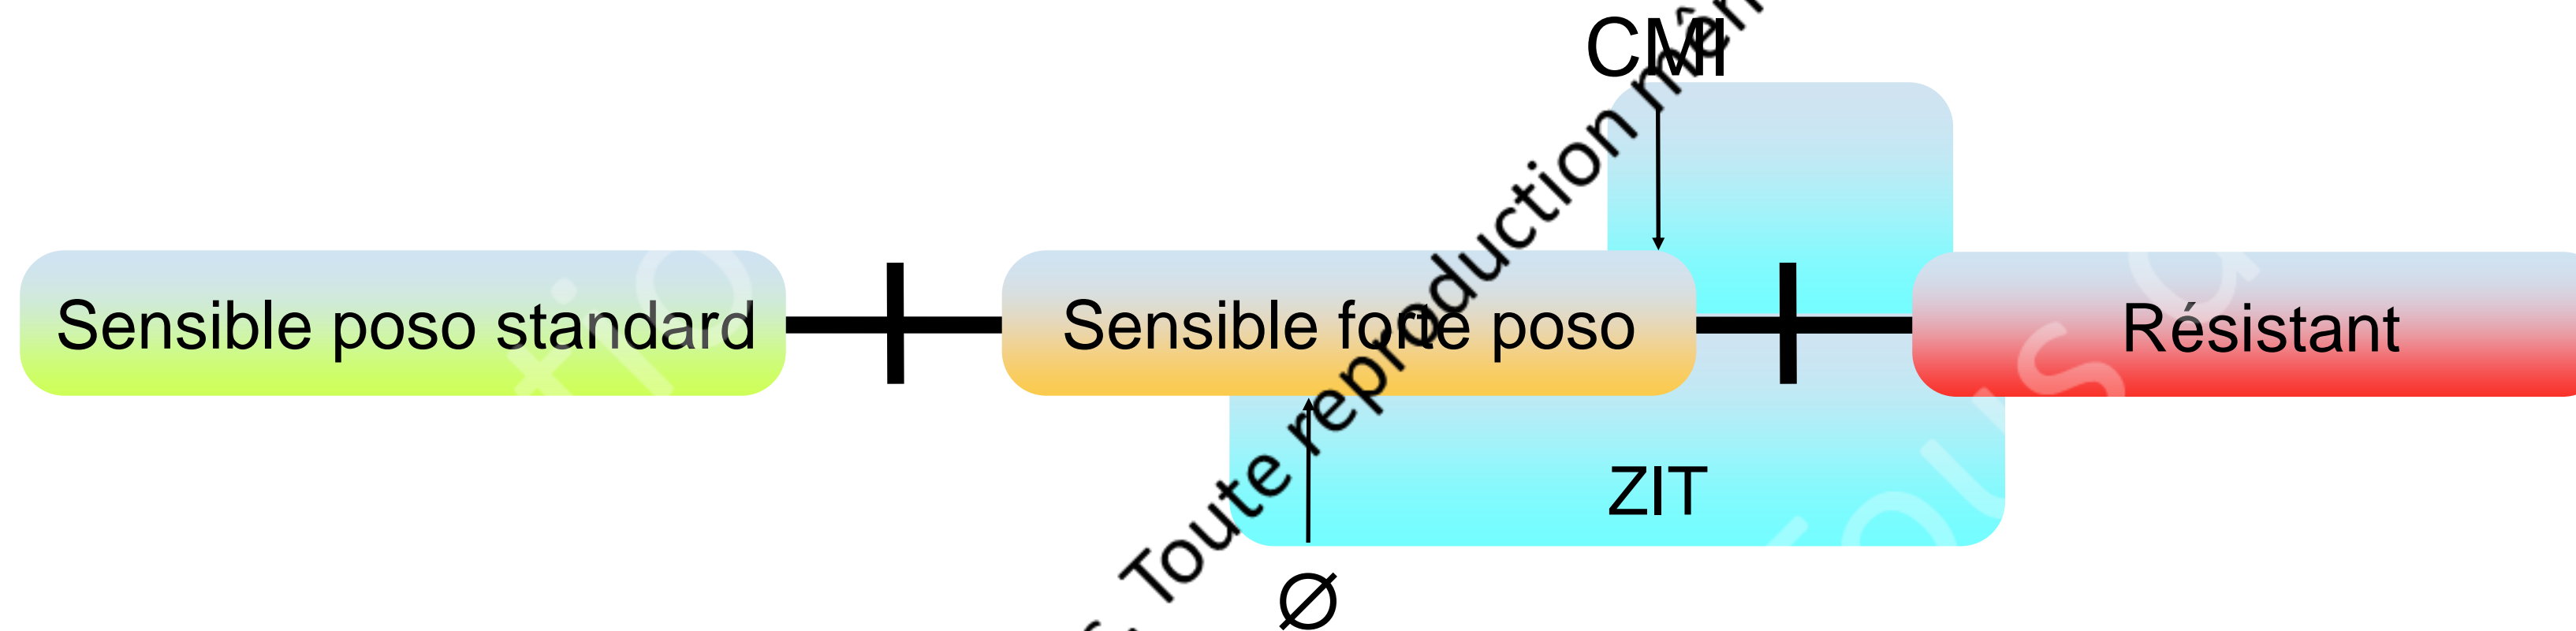 CMI
Sensible poso standard
Sensible forte poso
Résistant
ZIT
Ø
Toute reproduction